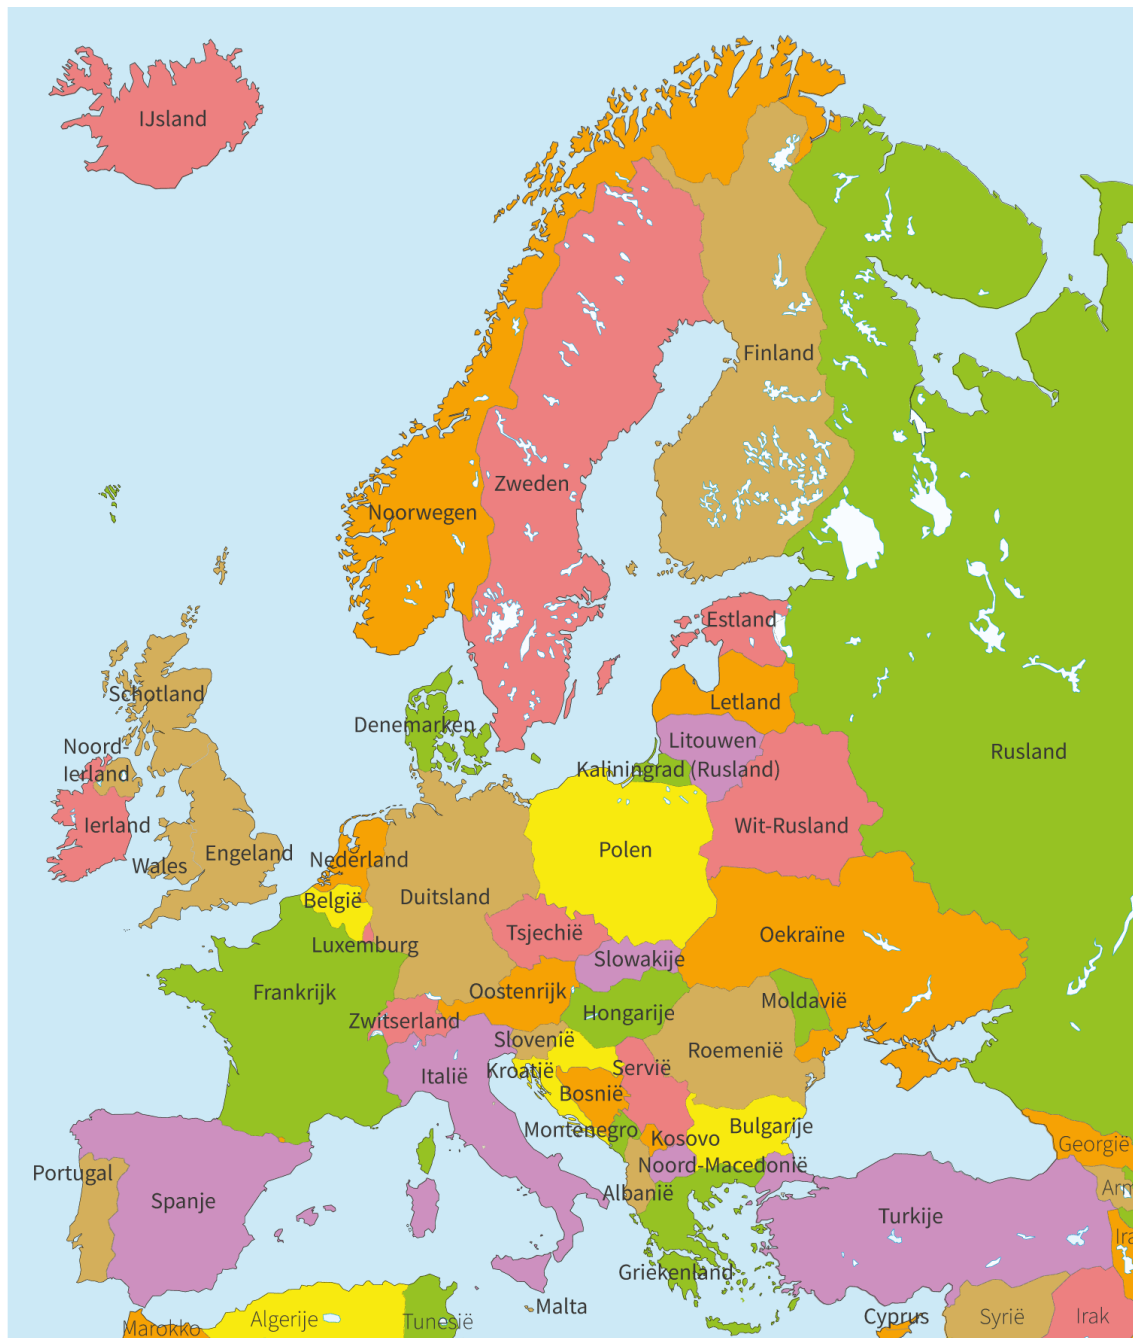 IJsland
Finland
Zweden
Noorwegen
Estland
Schotland
Letland
Denemarken
Litouwen
Noord-
Ierland
Rusland
Kaliningrad (Rusland)
Ierland
Wit-Rusland
Polen
Engeland
Nederland
Wales
Duitsland
België
Tsjechië
Oekraïne
Luxemburg
Slowakije
Frankrijk
Oostenrijk
Moldavië
Hongarije
Zwitserland
Slovenië
Roemenië
Servië
Kroatië
Italië
Bosnië
Bulgarije
Montenegro
Kosovo
Georgië
Noord-Macedonië
Portugal
Albanië
Arm
Spanje
Turkije
Ira
Griekenland
Malta
Cyprus
Syrië
Irak
Algerije
Tunesië
Marokko